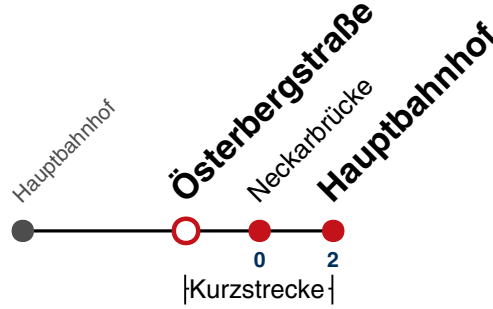 Hauptbahnhof
Österbergstraße
Neckarbrücke
Hauptbahnhof
0
2
Kurzstrecke